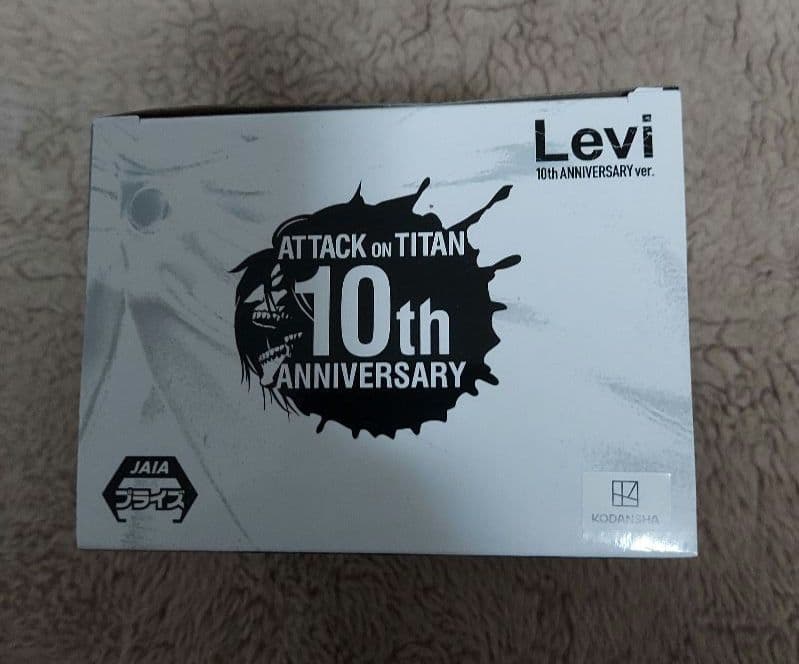 Levi
10th ANNIVERSARY ver.
ATTACK ON TITAN
10th
ANNIVERSARY
JAIA
プライズ
KODANSHA